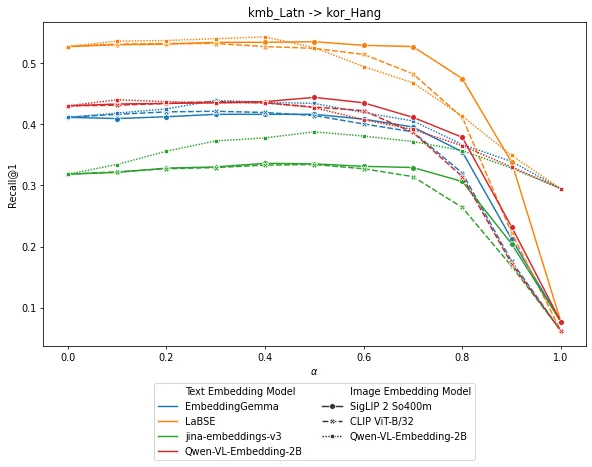 kmb_Latn -> kor_Hang
Recall@1
0.5
0.4
0.3
0.2
0.1
0.0 0.2 0.4 0.6 0.8 1.0
α
Text Embedding Model Image Embedding Model
EmbeddingGemma SigLIP 2 So400m
LaBSE CLIP ViT-B/32
jina-embeddings-v3 Qwen-VL-Embedding-2B
Qwen-VL-Embedding-2B